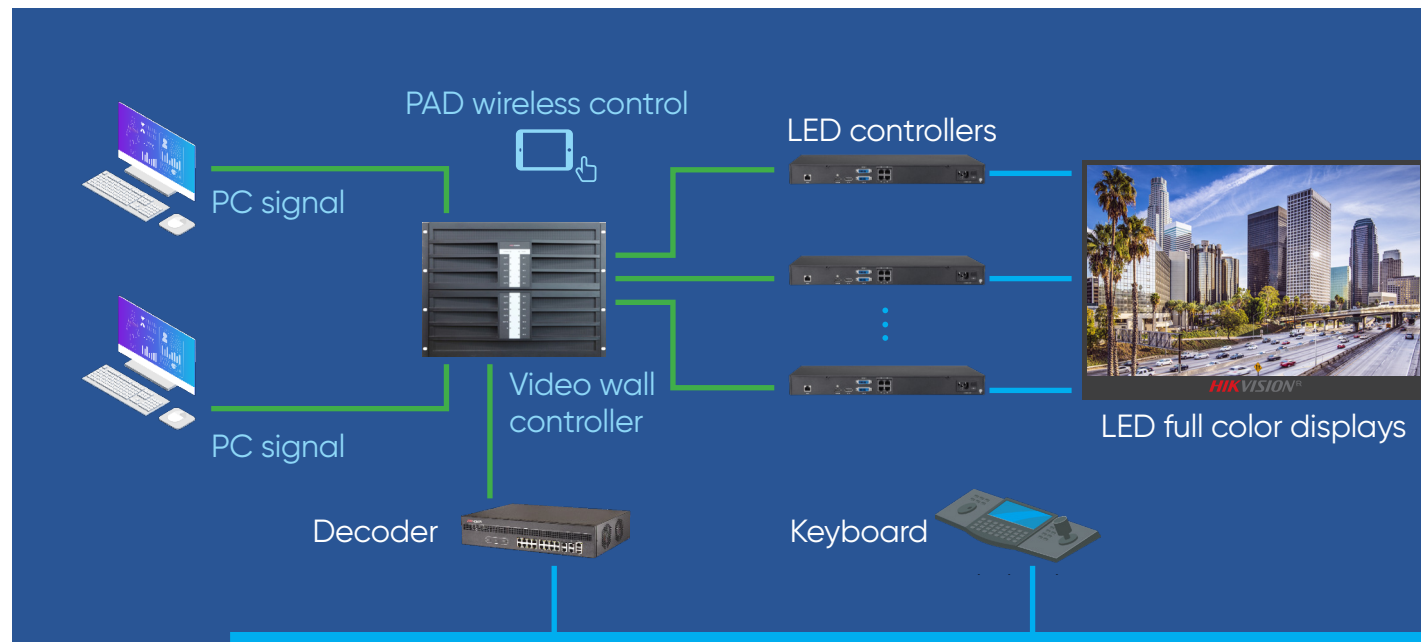 PAD wireless control
LED controllers
PC signal
Video wall
controller
PC signal
HIKVISION®
LED full color displays
Decoder
Keyboard